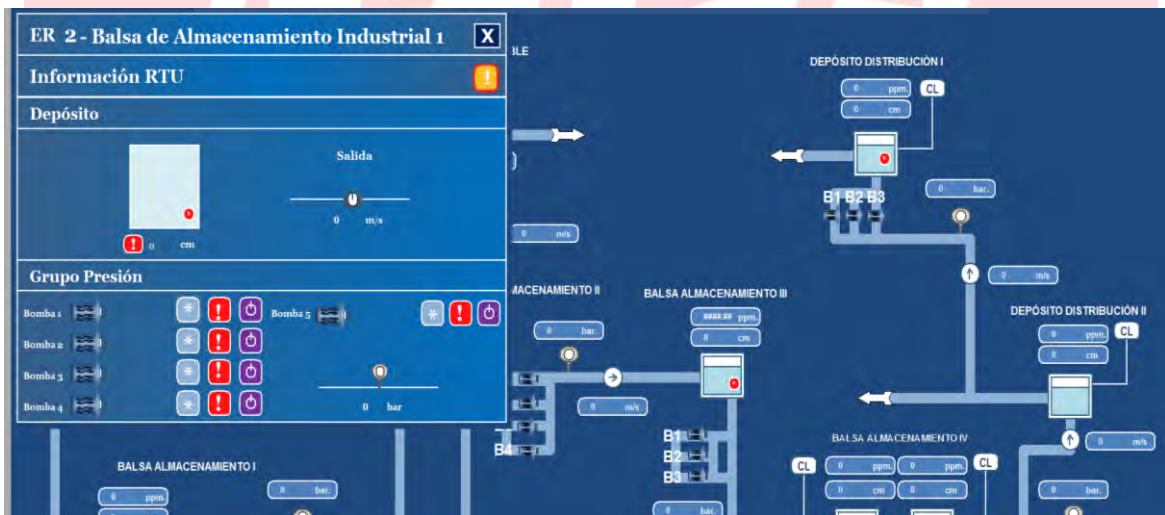 ER 2 - Balsa de Almacenamiento Industrial 1 X
Información RTU !
Depósito
Salida
0 m/s
! 0 cm
Grupo Presión
Bomba 1 * !
Bomba 2 * !
Bomba 3 * !
Bomba 4 * !
Bomba 5 * !
0 bar
BLE
0 m/s
MACENAMIENTO II
0 bar.
0 m/s
B4
BALSA ALMACENAMIENTO III
####.## ppm.
0 cm
B1
B2
B3
0 bar.
DEPÓSITO DISTRIBUCIÓN I
0 ppm. CL
0 cm
B1 B2 B3
0 bar.
0 m/s
DEPÓSITO DISTRIBUCIÓN II
0 ppm. CL
0 cm
0 m/s
0 bar.
BALSA ALMACENAMIENTO IV
CL 0 ppm. 0 ppm. CL
0 cm 0 cm
BALSA ALMACENAMIENTO I
0 ppm.
0 bar.